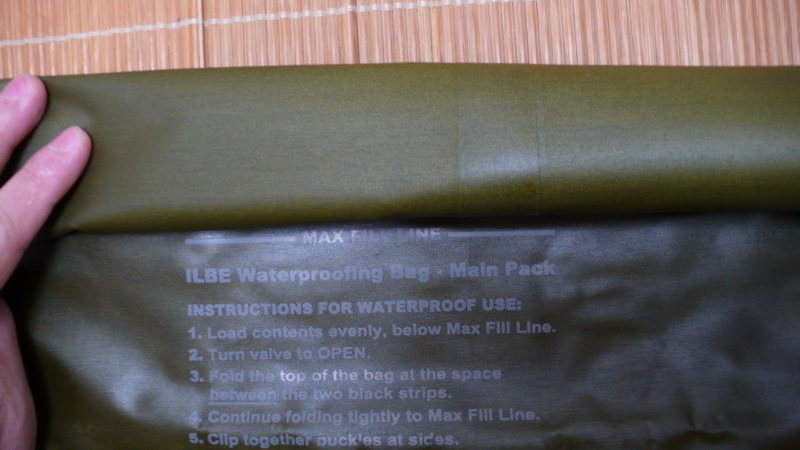 MAX FILL LINE
ILBE Waterproofing Bag - Main Pack
INSTRUCTIONS FOR WATERPROOF USE:
1. Load contents evenly, below Max Fill Line.
2. Turn valve to OPEN.
3. Fold the top of the bag at the space
between the two black strips.
4. Continue folding tightly to Max Fill Line.
5. Clip together buckles at sides.